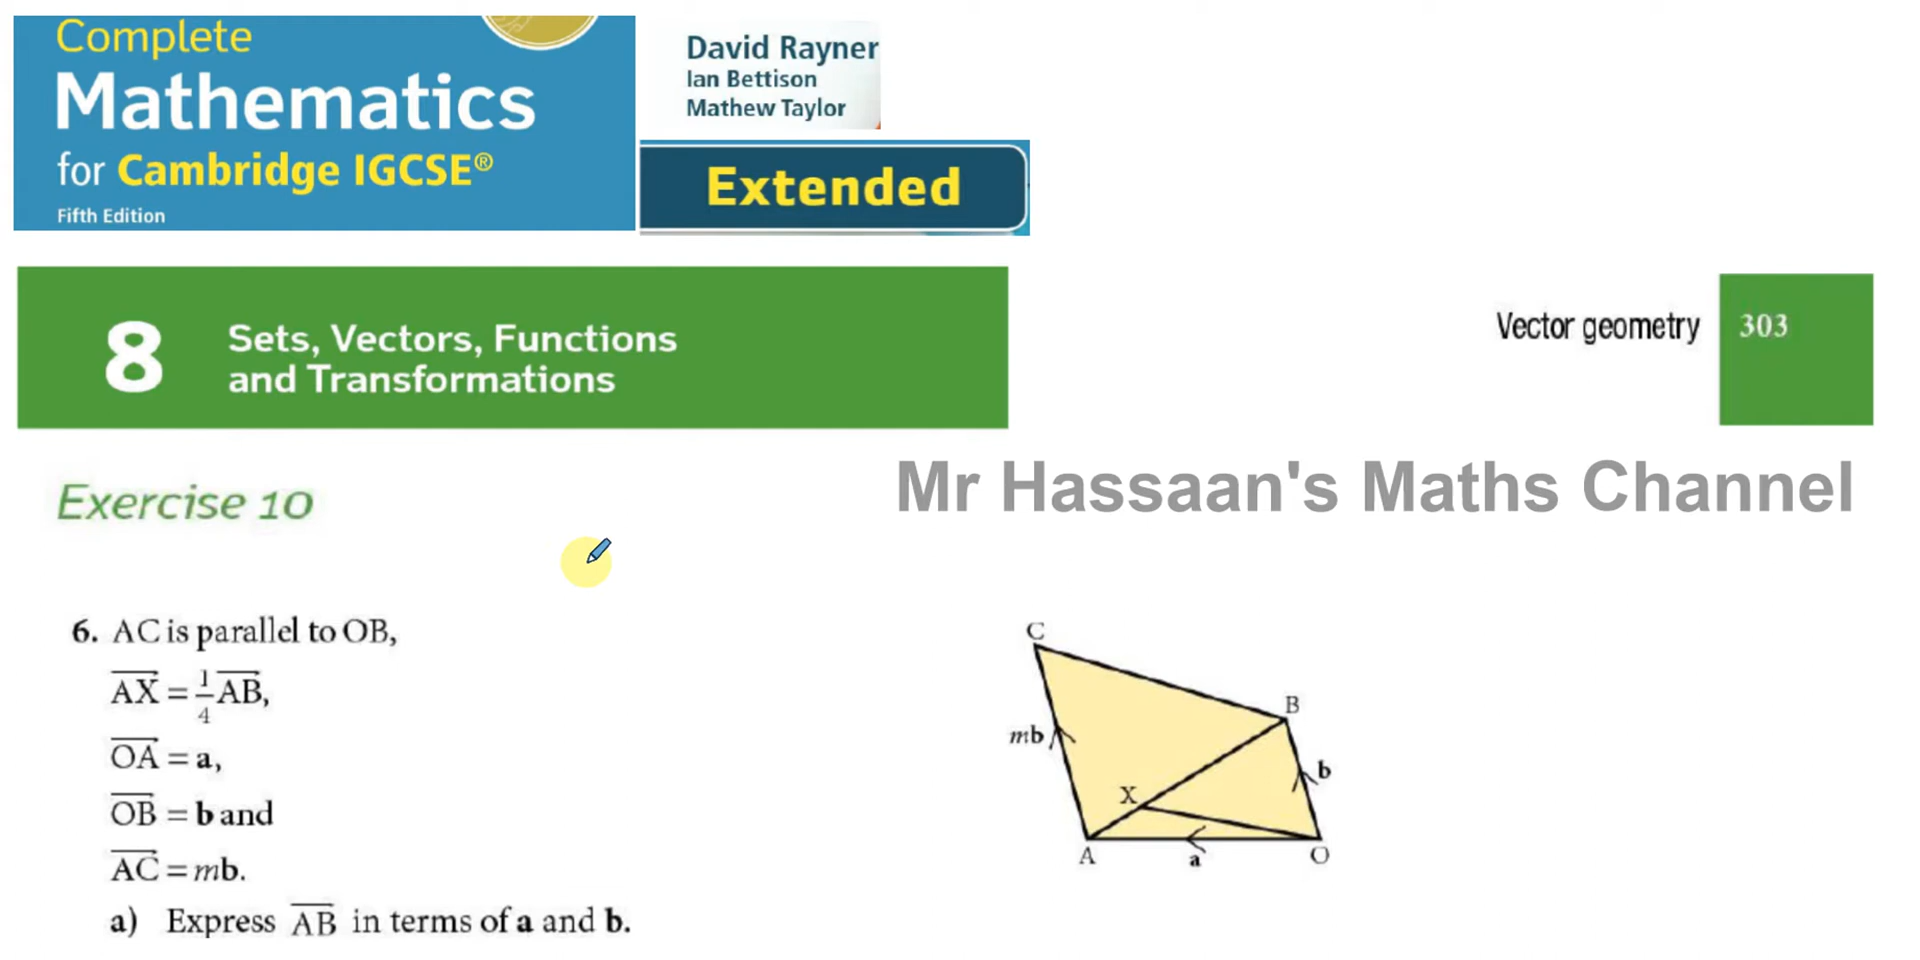 Complete
Mathematics
for Cambridge IGCSE®
Fifth Edition
David Rayner
Ian Bettison
Mathew Taylor
Extended
8
Sets, Vectors, Functions
and Transformations
Vector geometry 303
Mr Hassaan's Maths Channel
Exercise 10
6. AC is parallel to OB,
AX = 1/4 AB,
OA = a,
OB = b and
AC = mb.
a) Express AB in terms of a and b.
C
B
mb
b
X
A
a
O